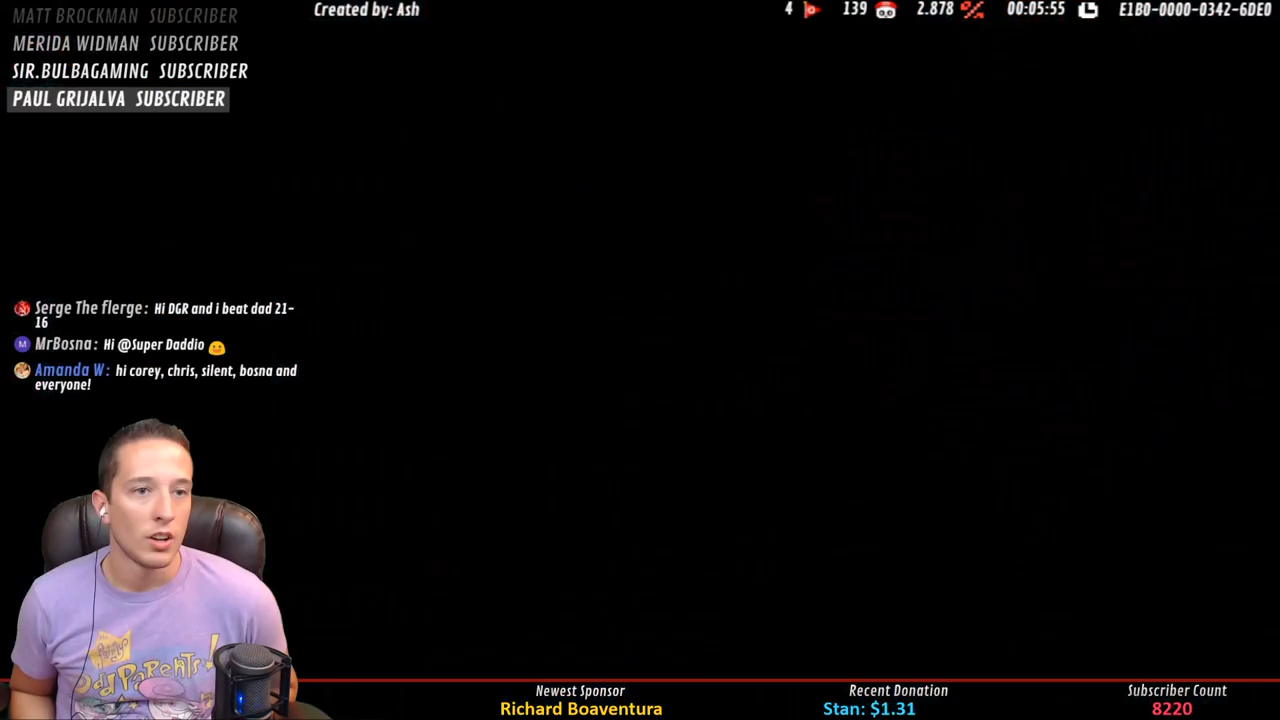 MATT BROCKMAN SUBSCRIBER
MERIDA WIDMAN SUBSCRIBER
SIR.BULBAGAMING SUBSCRIBER
PAUL GRIJALVA SUBSCRIBER
Created by: Ash
4 139 2.878 00:05:55 E1B0-0000-0342-6DE0
Serge The flerge: Hi DGR and i beat dad 21-
16
M MrBosna: Hi @Super Daddio
Amanda W: hi corey, chris, silent, bosna and
everyone!
Odd PARENTS!
Newest Sponsor
Richard Boaventura
Recent Donation
Stan: $1.31
Subscriber Count
8220